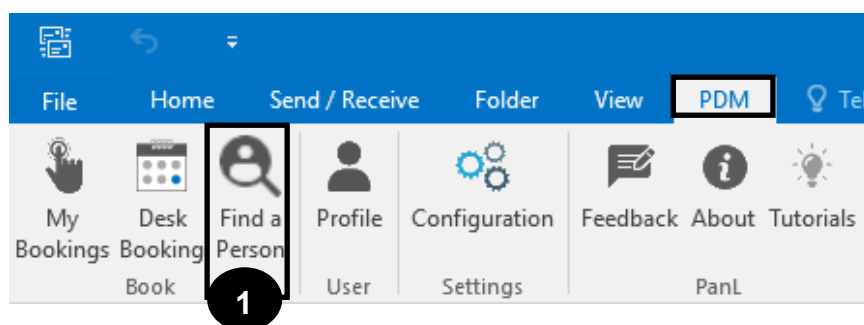 File Home Send / Receive Folder View PDM Te
My Bookings Desk Booking Find a Person Profile Configuration Feedback About Tutorials
Book User Settings PanL
1